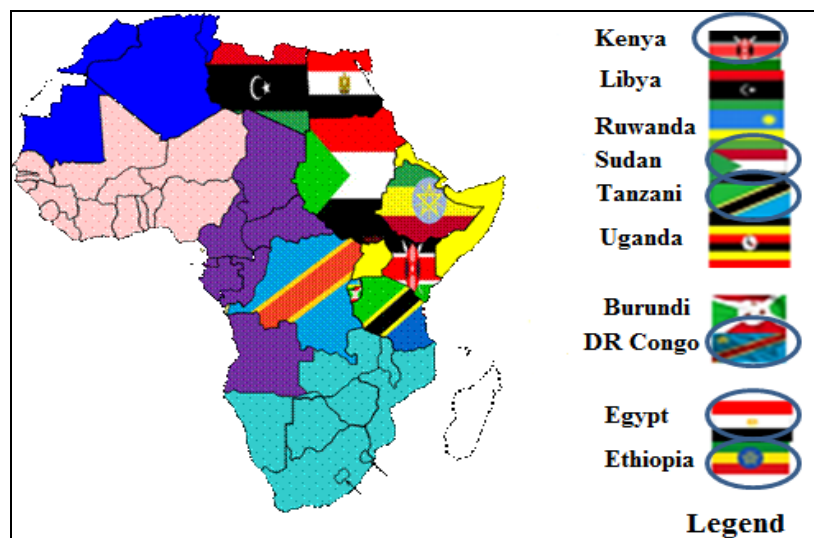 Kenya
Libya
Ruwanda
Sudan
Tanzani
Uganda
Burundi
DR Congo
Egypt
Ethiopia
Legend